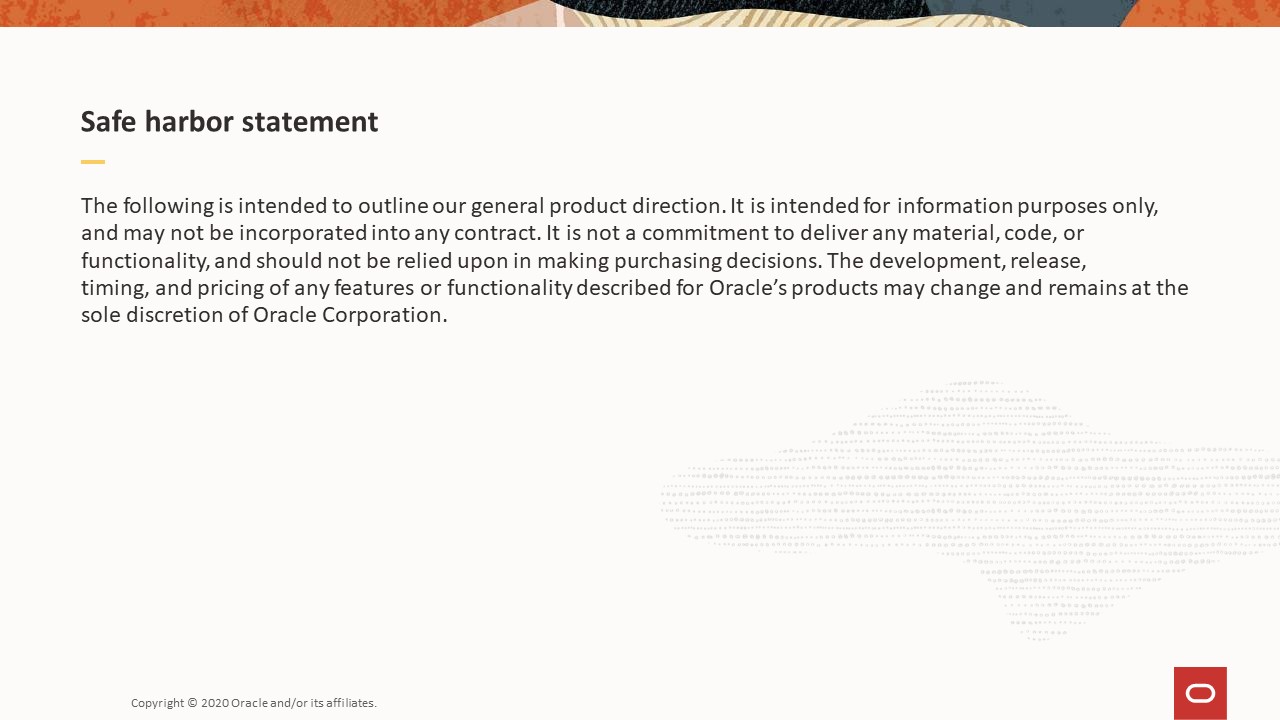 Safe harbor statement
The following is intended to outline our general product direction. It is intended for information purposes only,
and may not be incorporated into any contract. It is not a commitment to deliver any material, code, or
functionality, and should not be relied upon in making purchasing decisions. The development, release,
timing, and pricing of any features or functionality described for Oracle’s products may change and remains at the
sole discretion of Oracle Corporation.
Copyright © 2020 Oracle and/or its affiliates.